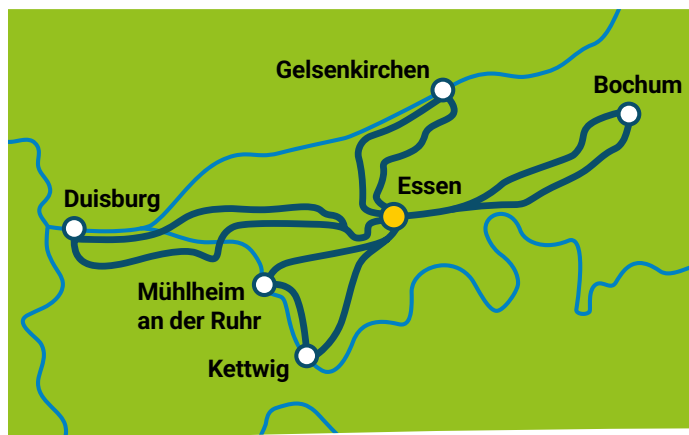 Gelsenkirchen
Bochum
Essen
Duisburg
Mühlheim
an der Ruhr
Kettwig